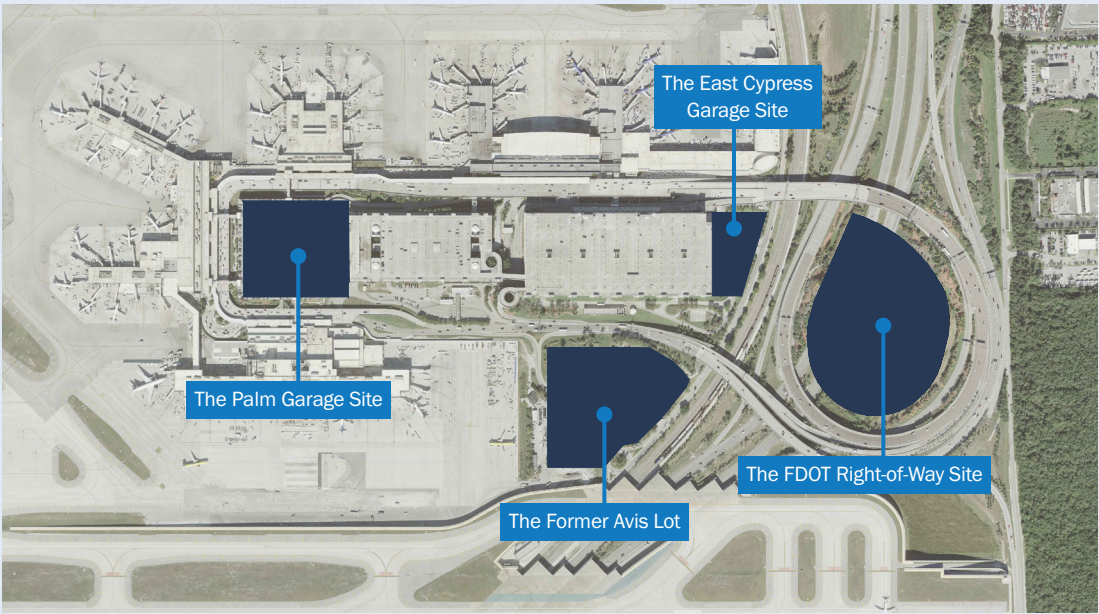 The East Cypress
Garage Site
The Palm Garage Site
The FDOT Right-of-Way Site
The Former Avis Lot